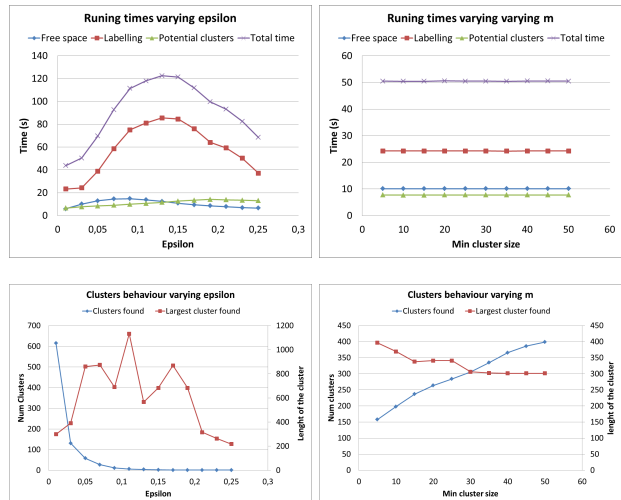 Runing times varying epsilon
Free space Labelling Potential clusters Total time
140
120
100
80
60
40
20
0
Time (s)
0 0,05 0,1 0,15 0,2 0,25 0,3
Epsilon
Runing times varying varying m
Free space Labelling Potential clusters Total time
60
50
40
30
20
10
0
Time (s)
0 10 20 30 40 50 60
Min cluster size
Clusters behaviour varying epsilon
Clusters found Largest cluster found
700
600
500
400
300
200
100
0
Num Clusters
1200
1000
800
600
400
200
0
Lenght of the cluster
0 0,05 0,1 0,15 0,2 0,25 0,3
Epsilon
Clusters behaviour varying m
Clusters found Largest cluster found
450
400
350
300
250
200
150
100
50
0
Num clusters
450
400
350
300
250
200
150
100
50
0
lenght of the cluster
0 10 20 30 40 50 60
Min cluster size